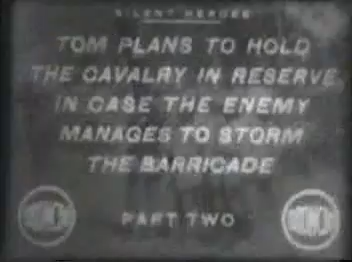 SILENT HEROES
TOM PLANS TO HOLD
THE CAVALRY IN RESERVE
IN CASE THE ENEMY
MANAGES TO STORM
THE BARRICADE
PART TWO